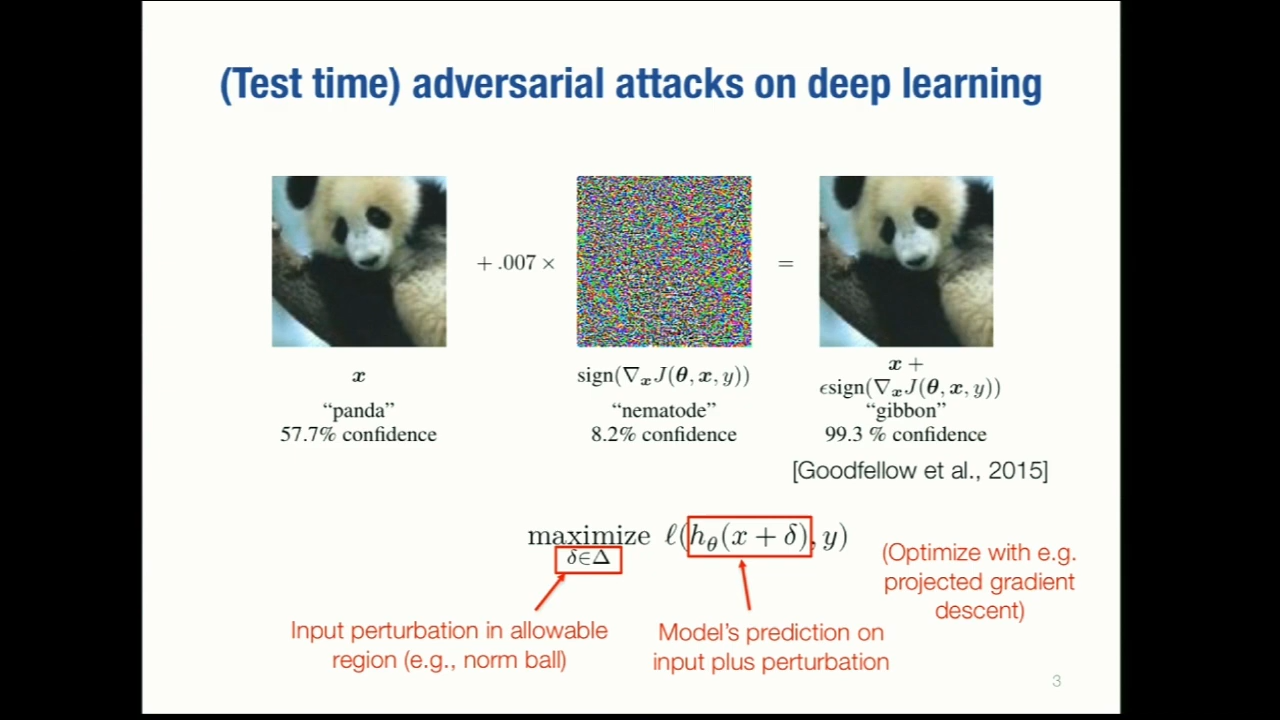 (Test time) adversarial attacks on deep learning
+ .007 ×
=
x
sign(∇ₓJ(θ, x, y))
x +
ϵsign(∇ₓJ(θ, x, y))
“panda”
“nematode”
“gibbon”
57.7% confidence
8.2% confidence
99.3 % confidence
[Goodfellow et al., 2015]
maximize ℓ(hθ(x + δ), y)
δ∈Δ
(Optimize with e.g.
projected gradient
descent)
Input perturbation in allowable
region (e.g., norm ball)
Model’s prediction on
input plus perturbation
3